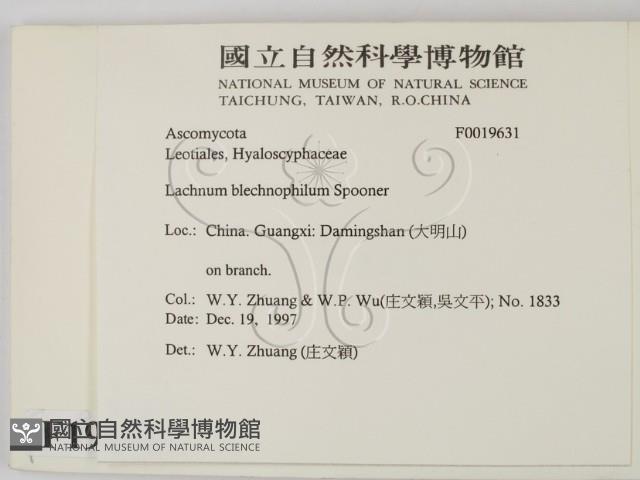 國立自然科學博物館
NATIONAL MUSEUM OF NATURAL SCIENCE
TAICHUNG, TAIWAN, R.O.CHINA
Ascomycota F0019631
Leotiales, Hyaloscyphaceae
Lachnum blechnophilum Spooner
Loc.: China. Guangxi: Damingshan (大明山)
on branch.
Col.: W.Y. Zhuang & W.P. Wu(庄文穎,吳文平); No. 1833
Date: Dec. 19, 1997
Det.: W.Y. Zhuang (庄文穎)
國立自然科學博物館
NATIONAL MUSEUM OF NATURAL SCIENCE